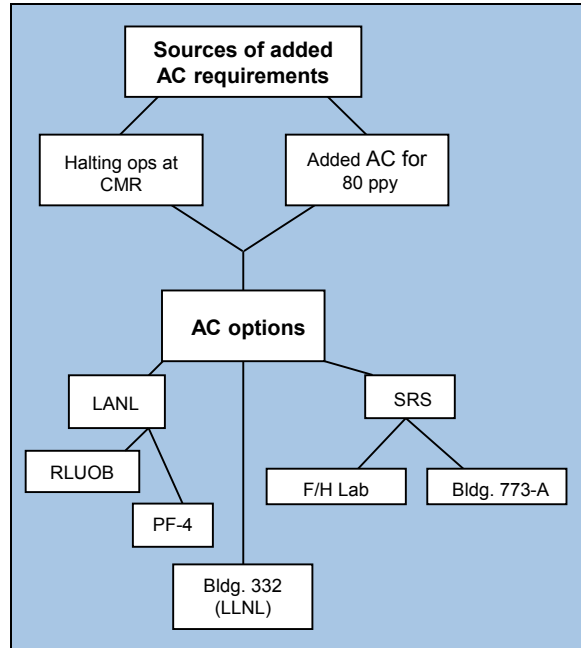 Sources of added
AC requirements
Halting ops at
CMR
Added AC for
80 ppy
AC options
LANL
SRS
RLUOB
F/H Lab
Bldg. 773-A
PF-4
Bldg. 332
(LLNL)